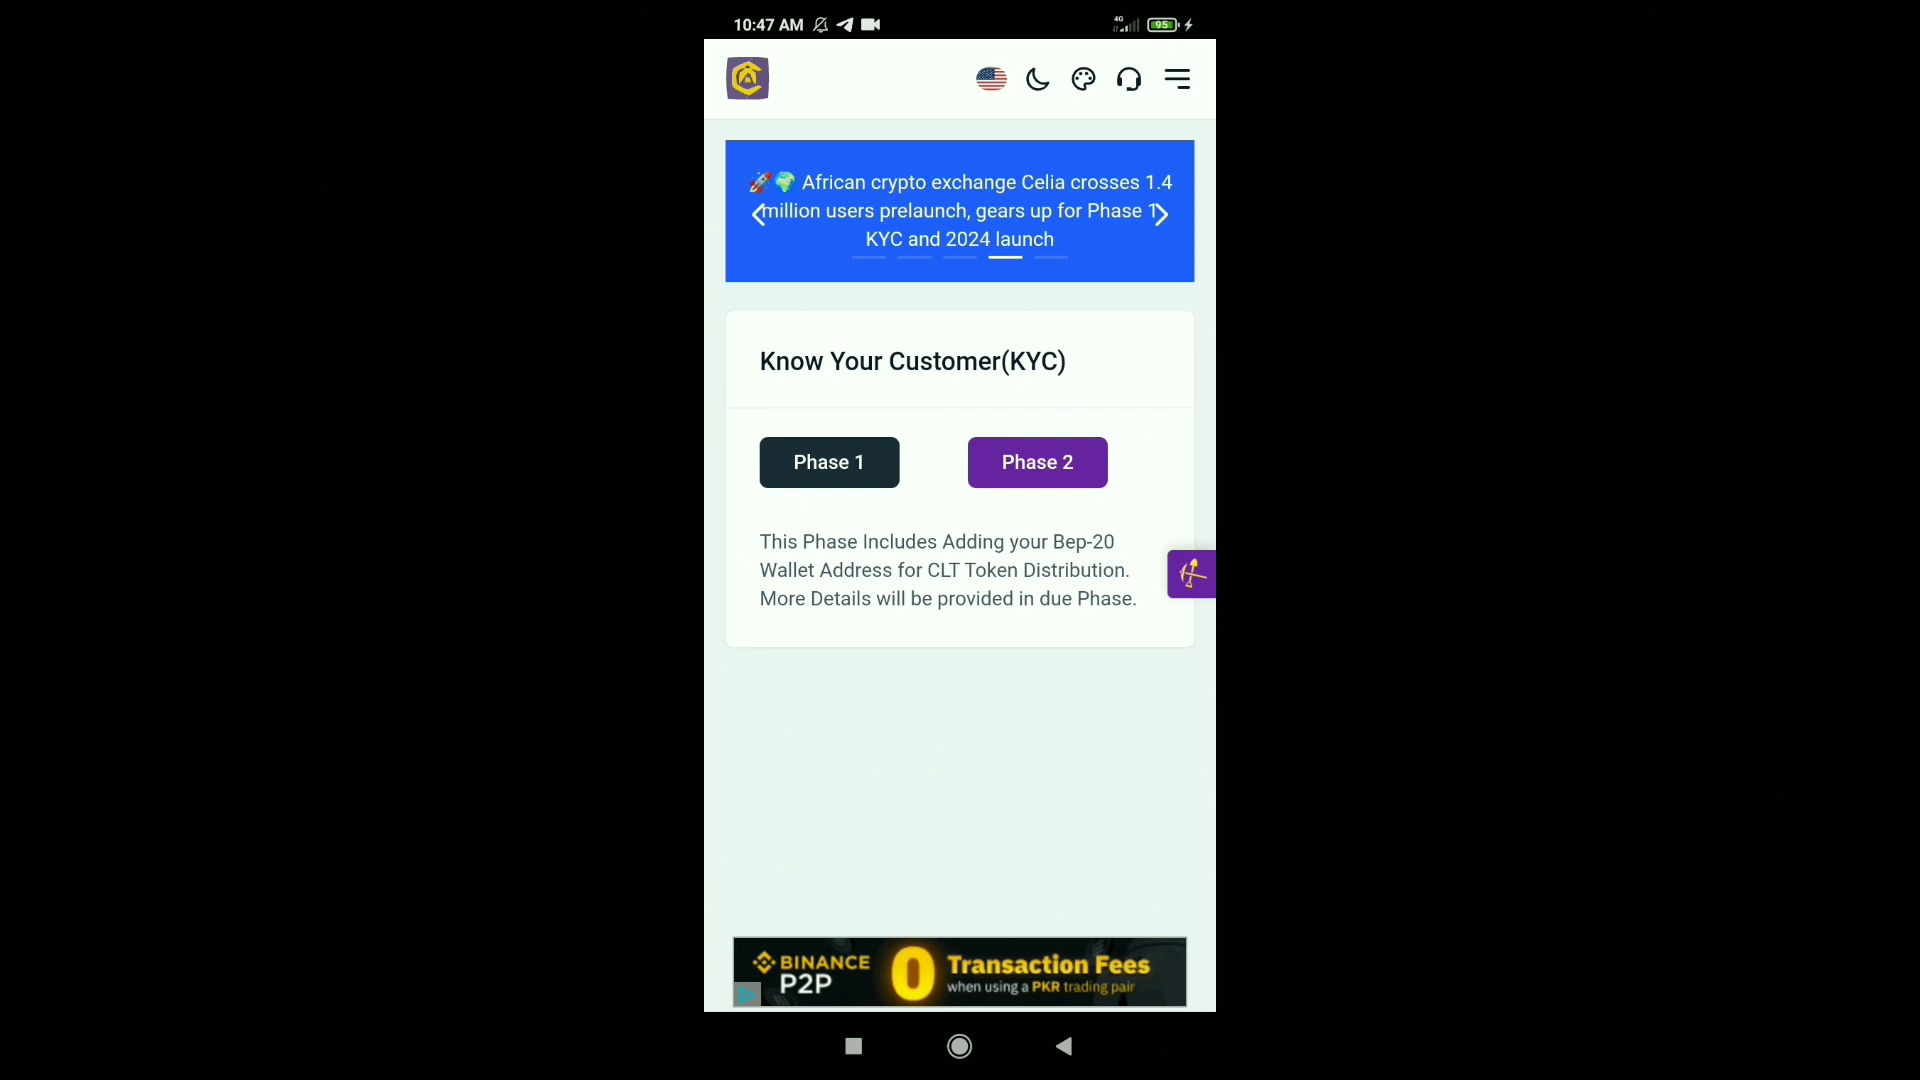 10:47 AM
4G
95
🚀🌍 African crypto exchange Celia crosses 1.4
million users prelaunch, gears up for Phase 1
KYC and 2024 launch
Know Your Customer(KYC)
Phase 1
Phase 2
This Phase Includes Adding your Bep-20
Wallet Address for CLT Token Distribution.
More Details will be provided in due Phase.
BINANCE
P2P
0
Transaction Fees
when using a PKR trading pair